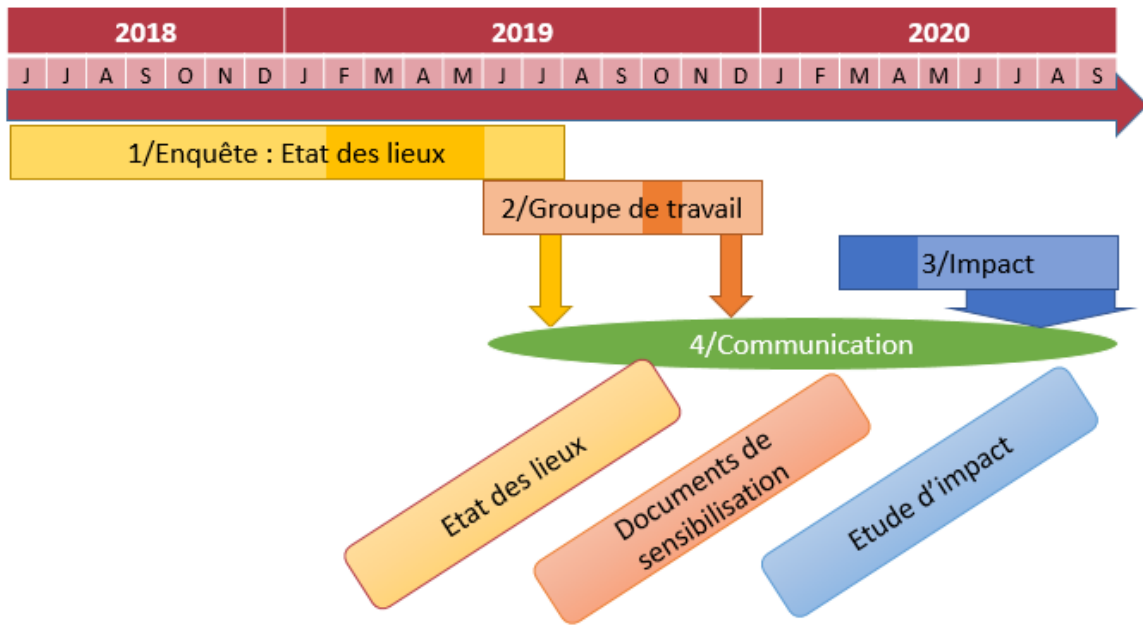 2018 2019 2020
J J A S O N D J F M A M J J A S O N D J F M A M J J A S
1/Enquête : Etat des lieux
2/Groupe de travail
3/Impact
4/Communication
Etat des lieux
Documents de
sensibilisation
Etude d'impact